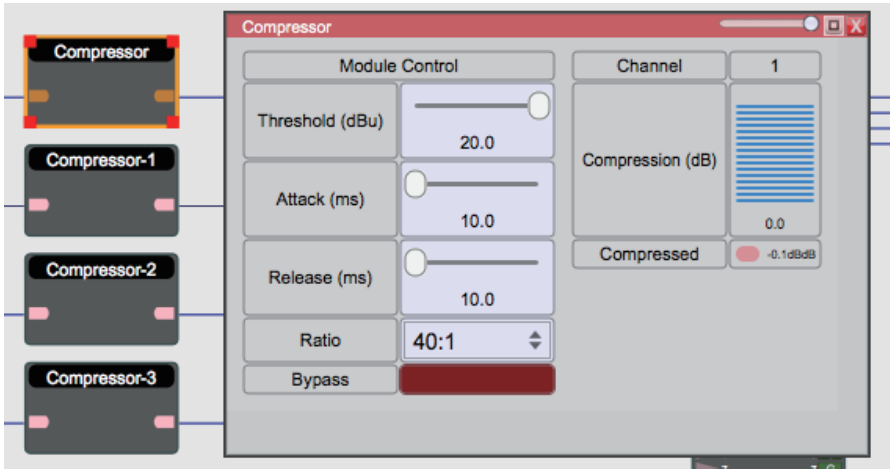 Compressor
Compressor-1
Compressor-2
Compressor-3
Compressor
X
Module Control
Threshold (dBu)
20.0
Attack (ms)
10.0
Release (ms)
10.0
Ratio
40:1
Bypass
Channel
1
Compression (dB)
0.0
Compressed
-0.1dBdB